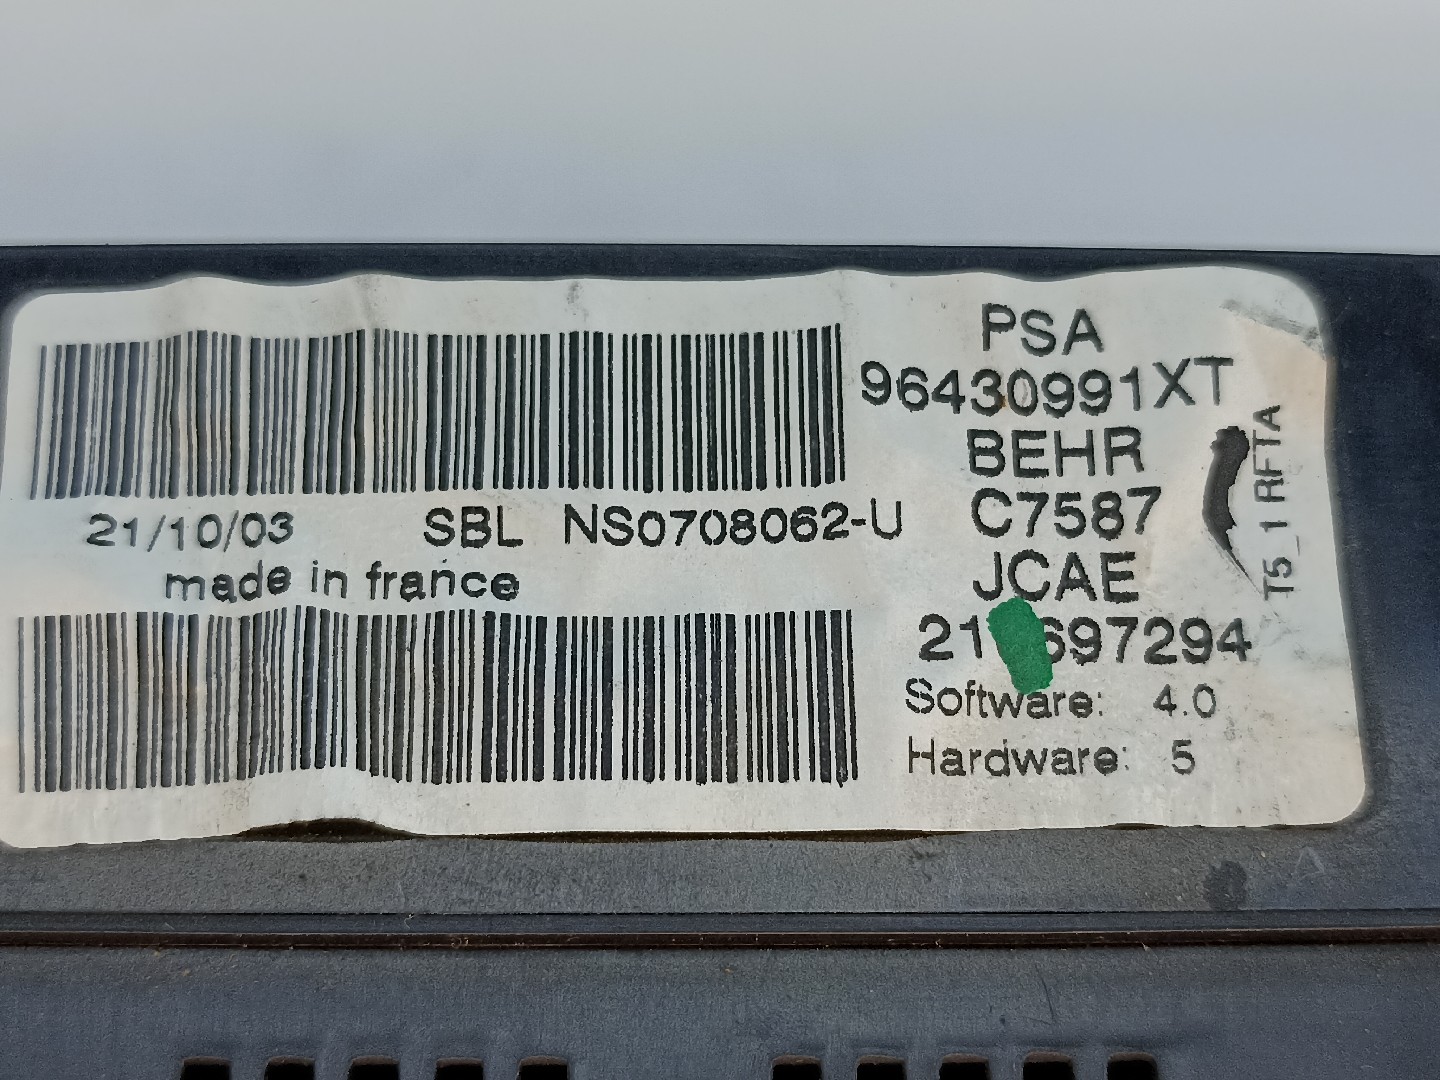 PSA
96430991XT
BEHR
C7587
JCAE
Software: 4.0
Hardware: 5
T5_1 RFTA
21/10/03 SBL NS0708062-U
made in france